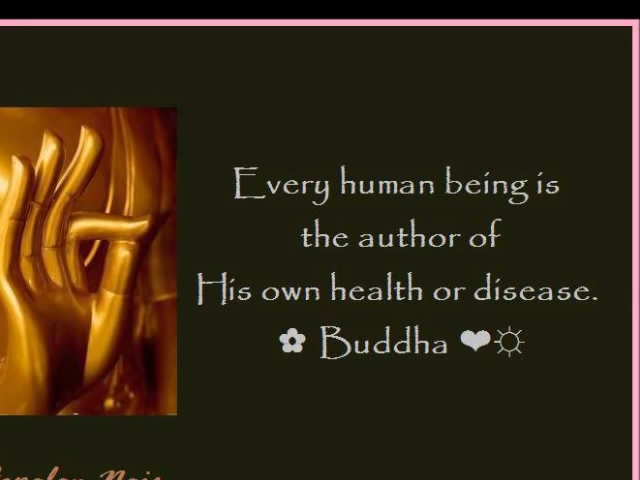 Every human being is
the author of
His own health or disease.
✿ Buddha ❤☼